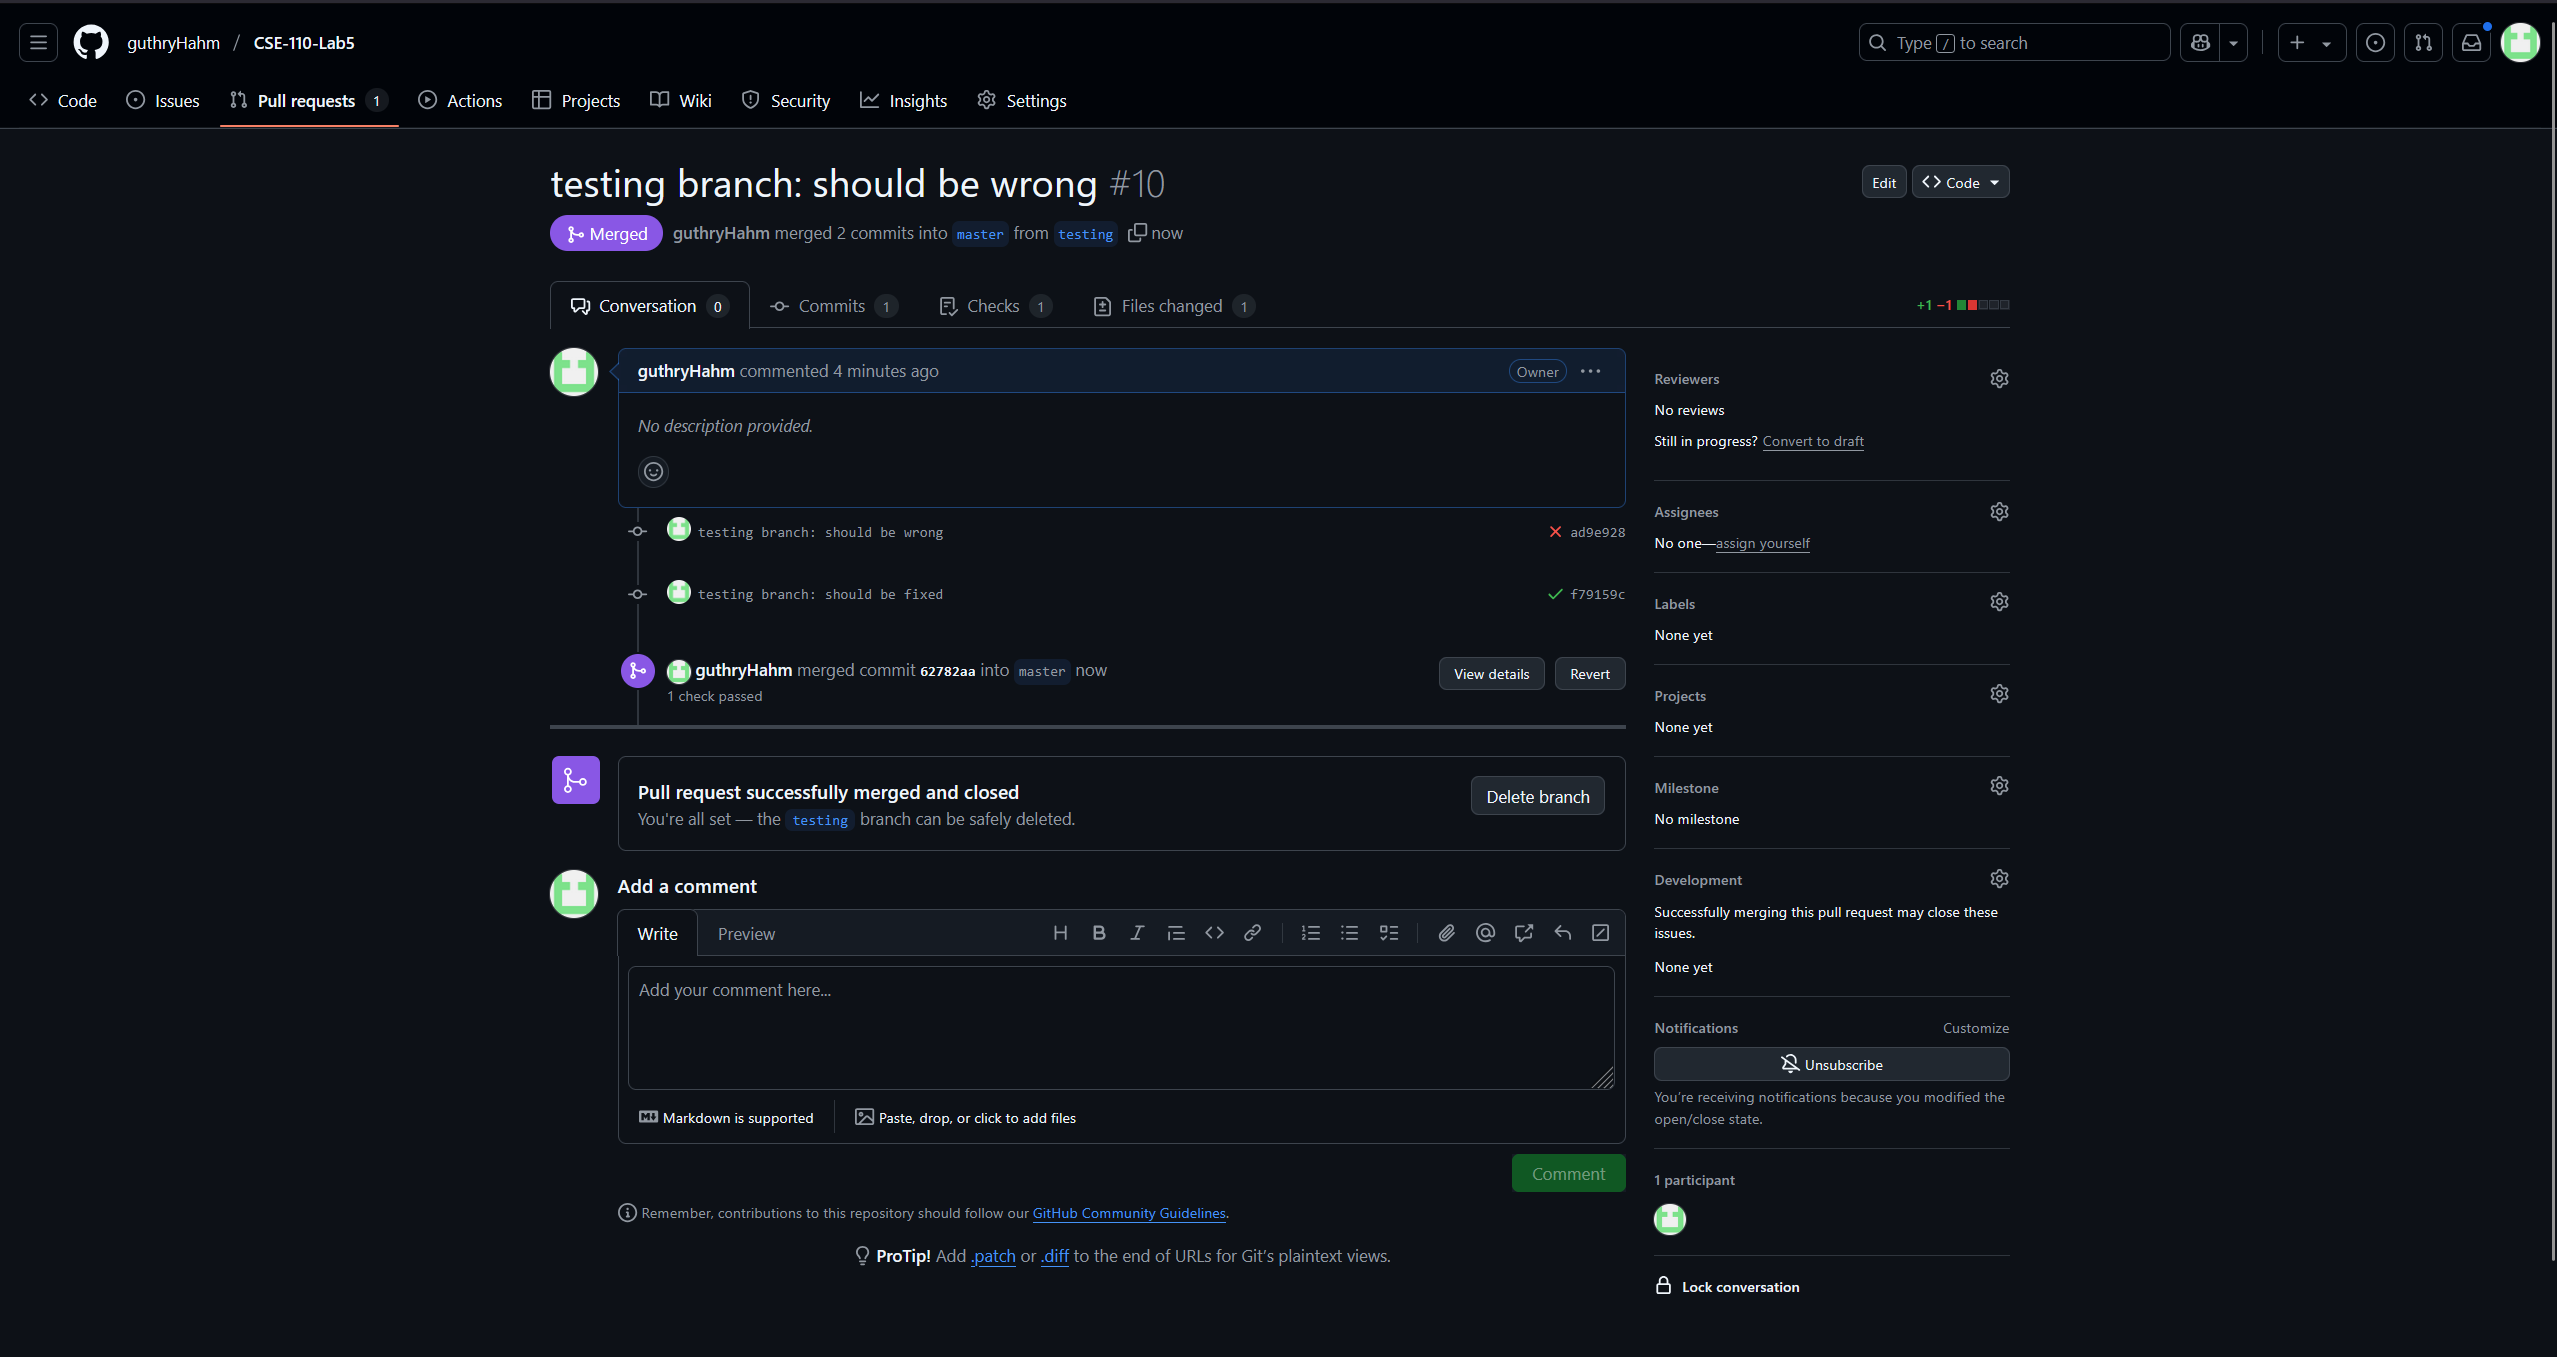 guthryHahm / CSE-110-Lab5
Type / to search
Code
Issues
Pull requests 1
Actions
Projects
Wiki
Security
Insights
Settings
testing branch: should be wrong #10
Edit
Code
Merged
guthryHahm merged 2 commits into master from testing now
Conversation 0
Commits 1
Checks 1
Files changed 1
+1 −1
guthryHahm commented 4 minutes ago
Owner
No description provided.
testing branch: should be wrong
ad9e928
testing branch: should be fixed
f79159c
guthryHahm merged commit 62782aa into master now
1 check passed
View details
Revert
Pull request successfully merged and closed
You're all set — the testing branch can be safely deleted.
Delete branch
Add a comment
Write
Preview
Add your comment here...
Markdown is supported
Paste, drop, or click to add files
Comment
Remember, contributions to this repository should follow our GitHub Community Guidelines.
ProTip! Add .patch or .diff to the end of URLs for Git's plaintext views.
Reviewers
No reviews
Still in progress? Convert to draft
Assignees
No one—assign yourself
Labels
None yet
Projects
None yet
Milestone
No milestone
Development
Successfully merging this pull request may close these
issues.
None yet
Notifications
Customize
Unsubscribe
You're receiving notifications because you modified the
open/close state.
1 participant
Lock conversation